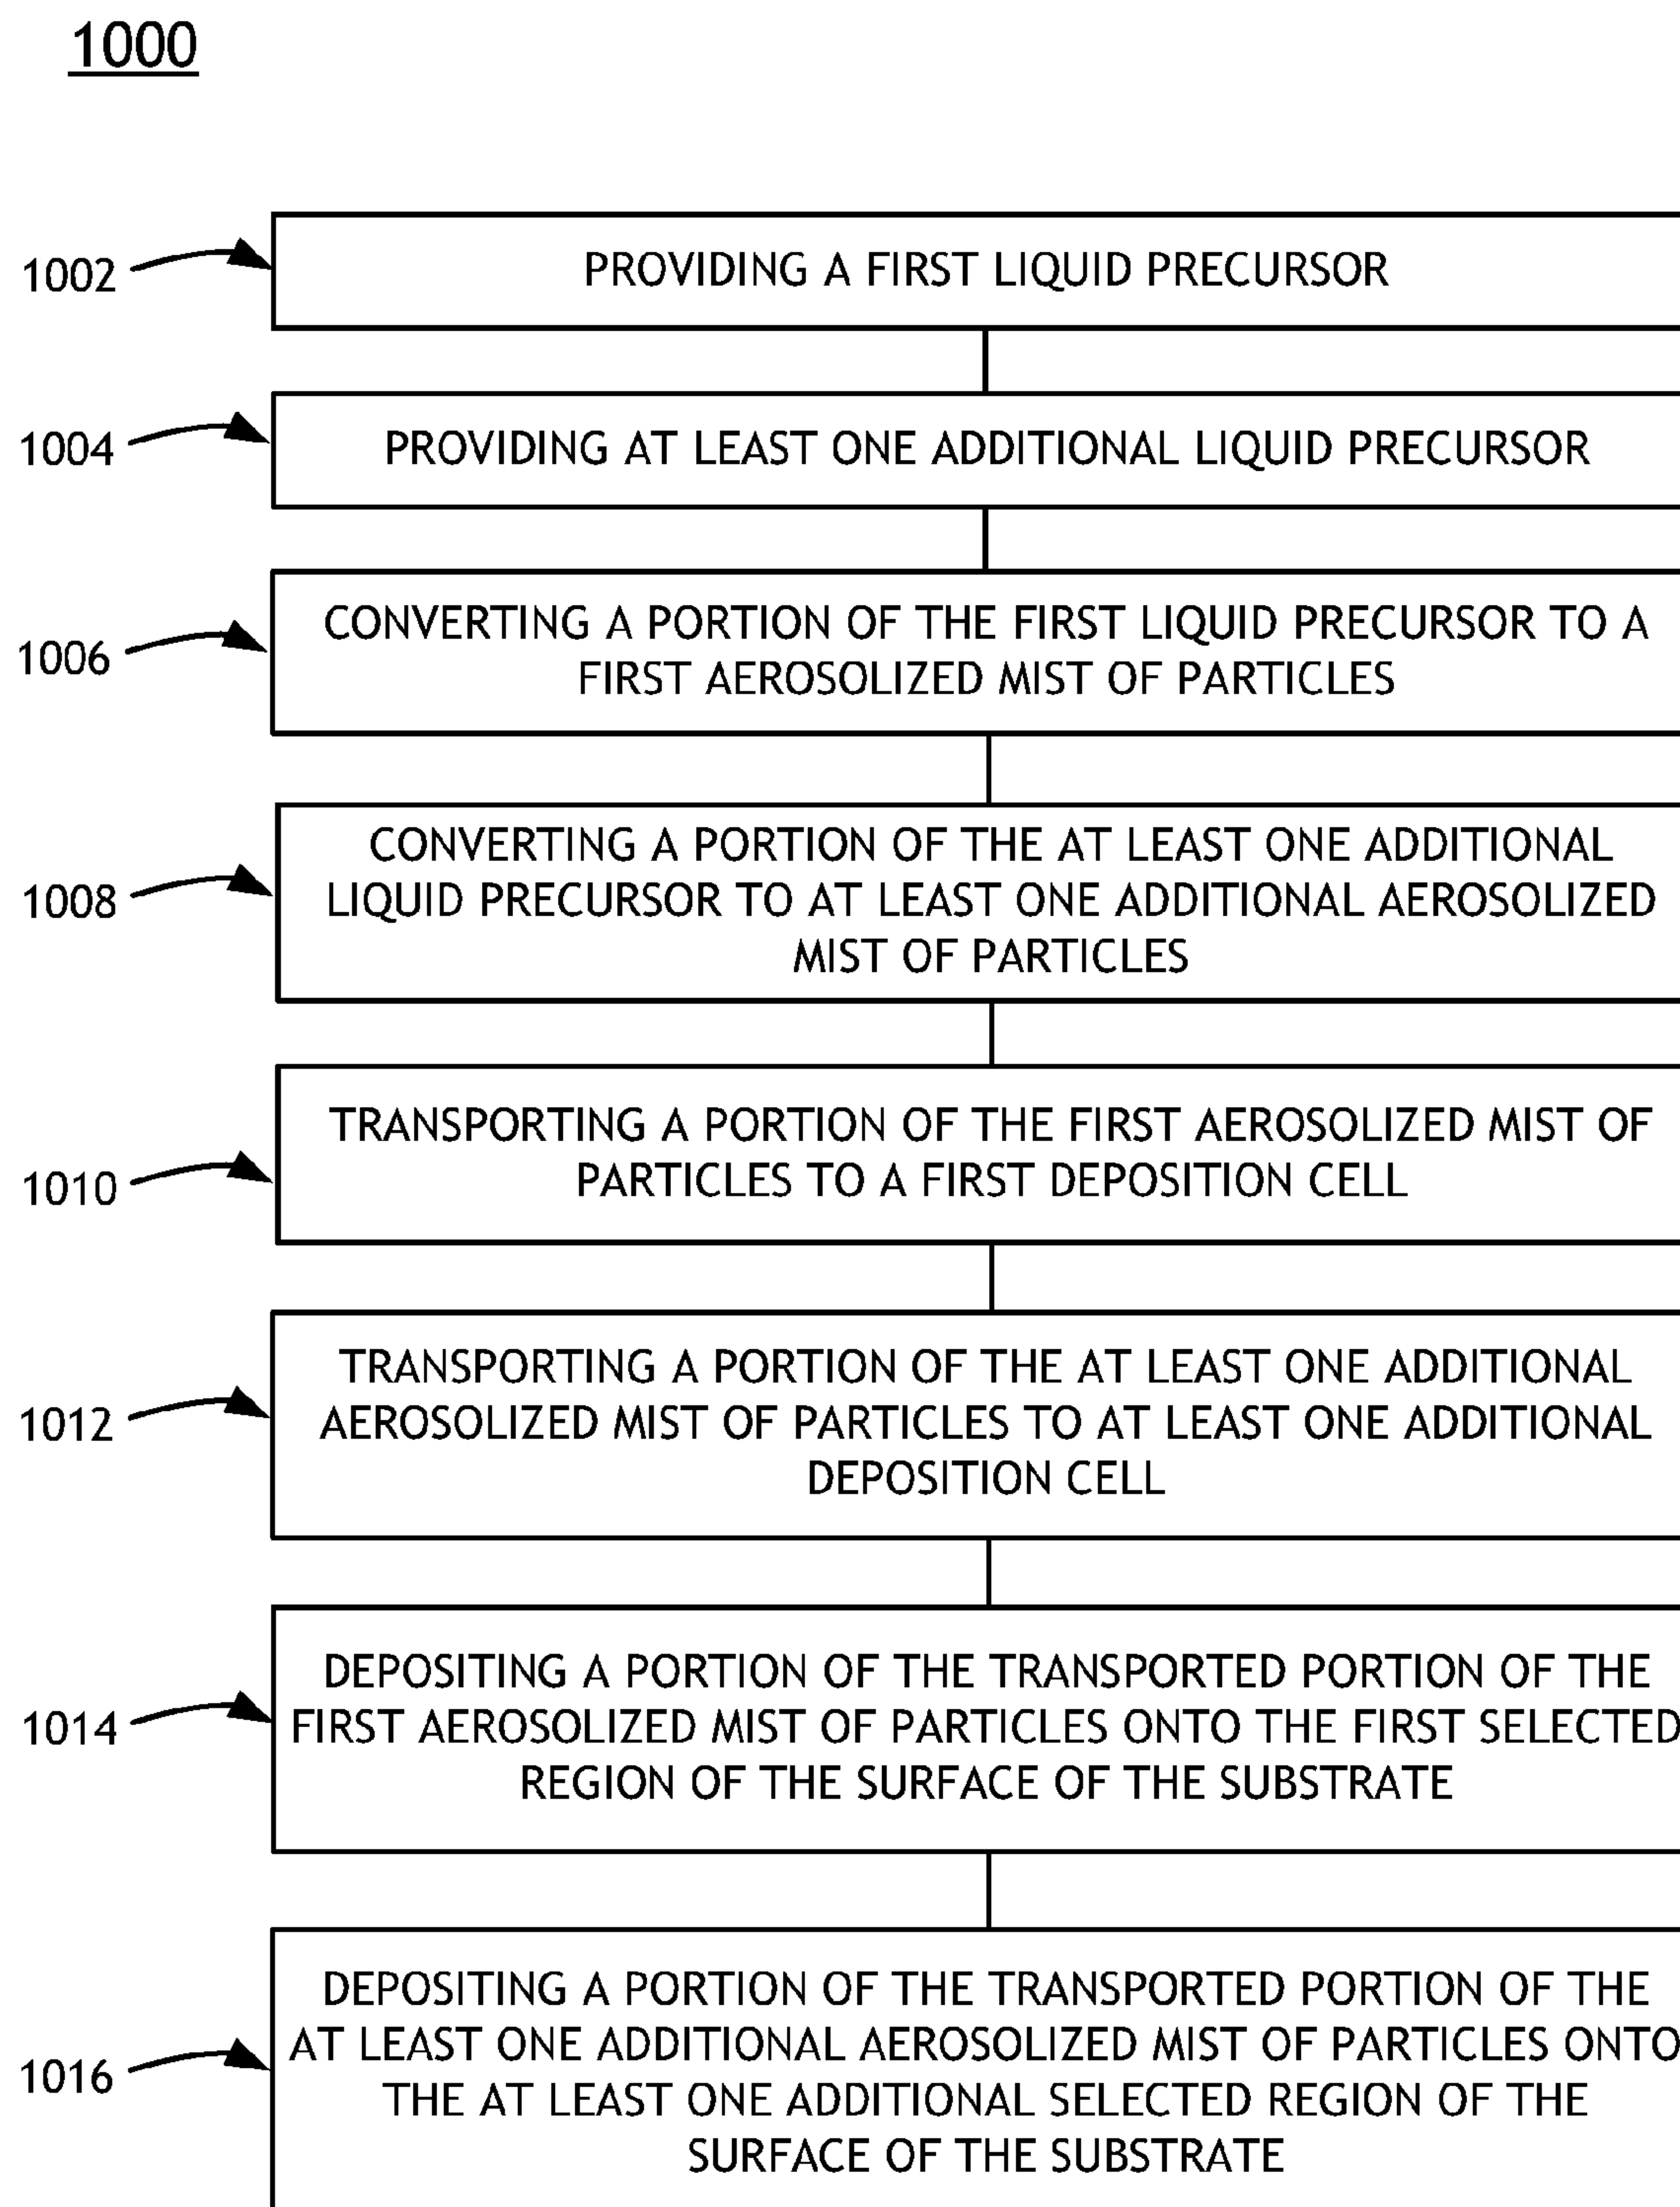 1000
1002
PROVIDING A FIRST LIQUID PRECURSOR
1004
PROVIDING AT LEAST ONE ADDITIONAL LIQUID PRECURSOR
1006
CONVERTING A PORTION OF THE FIRST LIQUID PRECURSOR TO A
FIRST AEROSOLIZED MIST OF PARTICLES
1008
CONVERTING A PORTION OF THE AT LEAST ONE ADDITIONAL
LIQUID PRECURSOR TO AT LEAST ONE ADDITIONAL AEROSOLIZED
MIST OF PARTICLES
1010
TRANSPORTING A PORTION OF THE FIRST AEROSOLIZED MIST OF
PARTICLES TO A FIRST DEPOSITION CELL
1012
TRANSPORTING A PORTION OF THE AT LEAST ONE ADDITIONAL
AEROSOLIZED MIST OF PARTICLES TO AT LEAST ONE ADDITIONAL
DEPOSITION CELL
1014
DEPOSITING A PORTION OF THE TRANSPORTED PORTION OF THE
FIRST AEROSOLIZED MIST OF PARTICLES ONTO THE FIRST SELECTED
REGION OF THE SURFACE OF THE SUBSTRATE
1016
DEPOSITING A PORTION OF THE TRANSPORTED PORTION OF THE
AT LEAST ONE ADDITIONAL AEROSOLIZED MIST OF PARTICLES ONTO
THE AT LEAST ONE ADDITIONAL SELECTED REGION OF THE
SURFACE OF THE SUBSTRATE